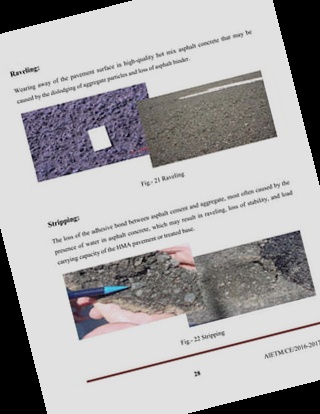 Raveling:
Wearing away of the pavement surface in high-quality hot mix asphalt concrete that may be
caused by the dislodging of aggregate particles and loss of asphalt binder.
Fig.- 21 Raveling
Stripping:
The loss of the adhesive bond between asphalt cement and aggregate, most often caused by the
presence of water in asphalt concrete, which may result in raveling, loss of stability, and load
carrying capacity of the HMA pavement or treated base.
Fig.- 22 Stripping
AIETM/CE/2016-2017
28